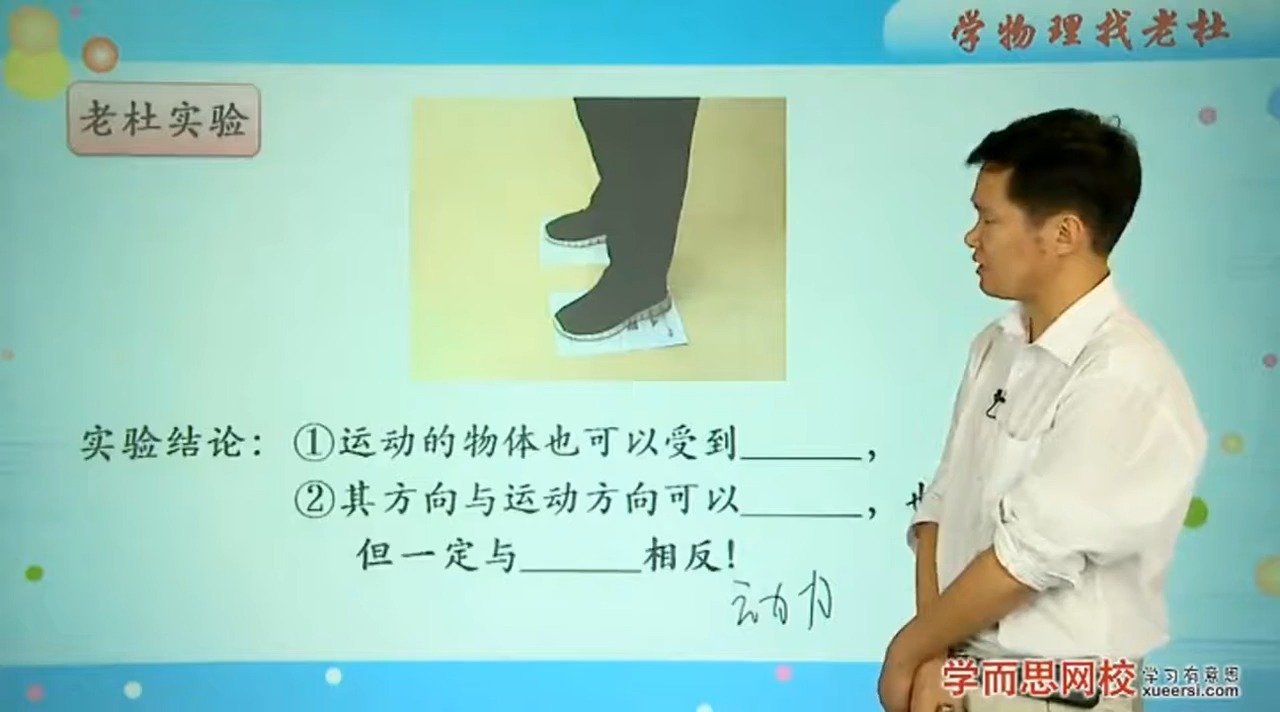 学物理找老杜
老杜实验
实验结论：①运动的物体也可以受到______，
②其方向与运动方向可以______，
但一定与______相反！
动力
学而思网校
学习有意思
xueersi.com